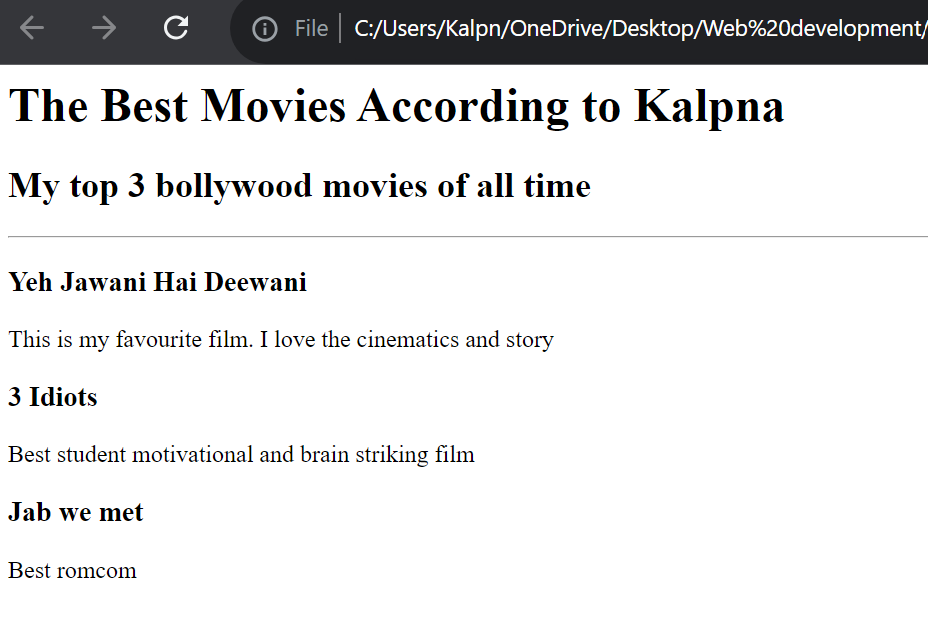 File C:/Users/Kalpn/OneDrive/Desktop/Web%20development/
The Best Movies According to Kalpna
My top 3 bollywood movies of all time
Yeh Jawani Hai Deewani
This is my favourite film. I love the cinematics and story
3 Idiots
Best student motivational and brain striking film
Jab we met
Best romcom